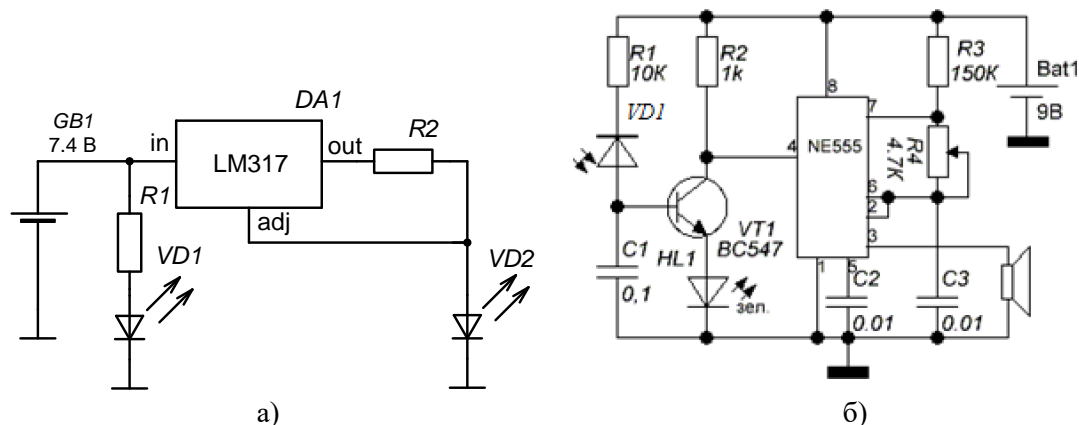 GB1
7.4 В
DA1
in
LM317
out
R2
R1
adj
VD1
VD2
а)
R1
10K
R2
1k
8
R3
150K
Bat1
9В
VD1
7
NE555
R4
4.7K
4
6
2
3
C1
0,1
HL1
VT1
BC547
зел.
1
5
C2
0.01
C3
0.01
б)